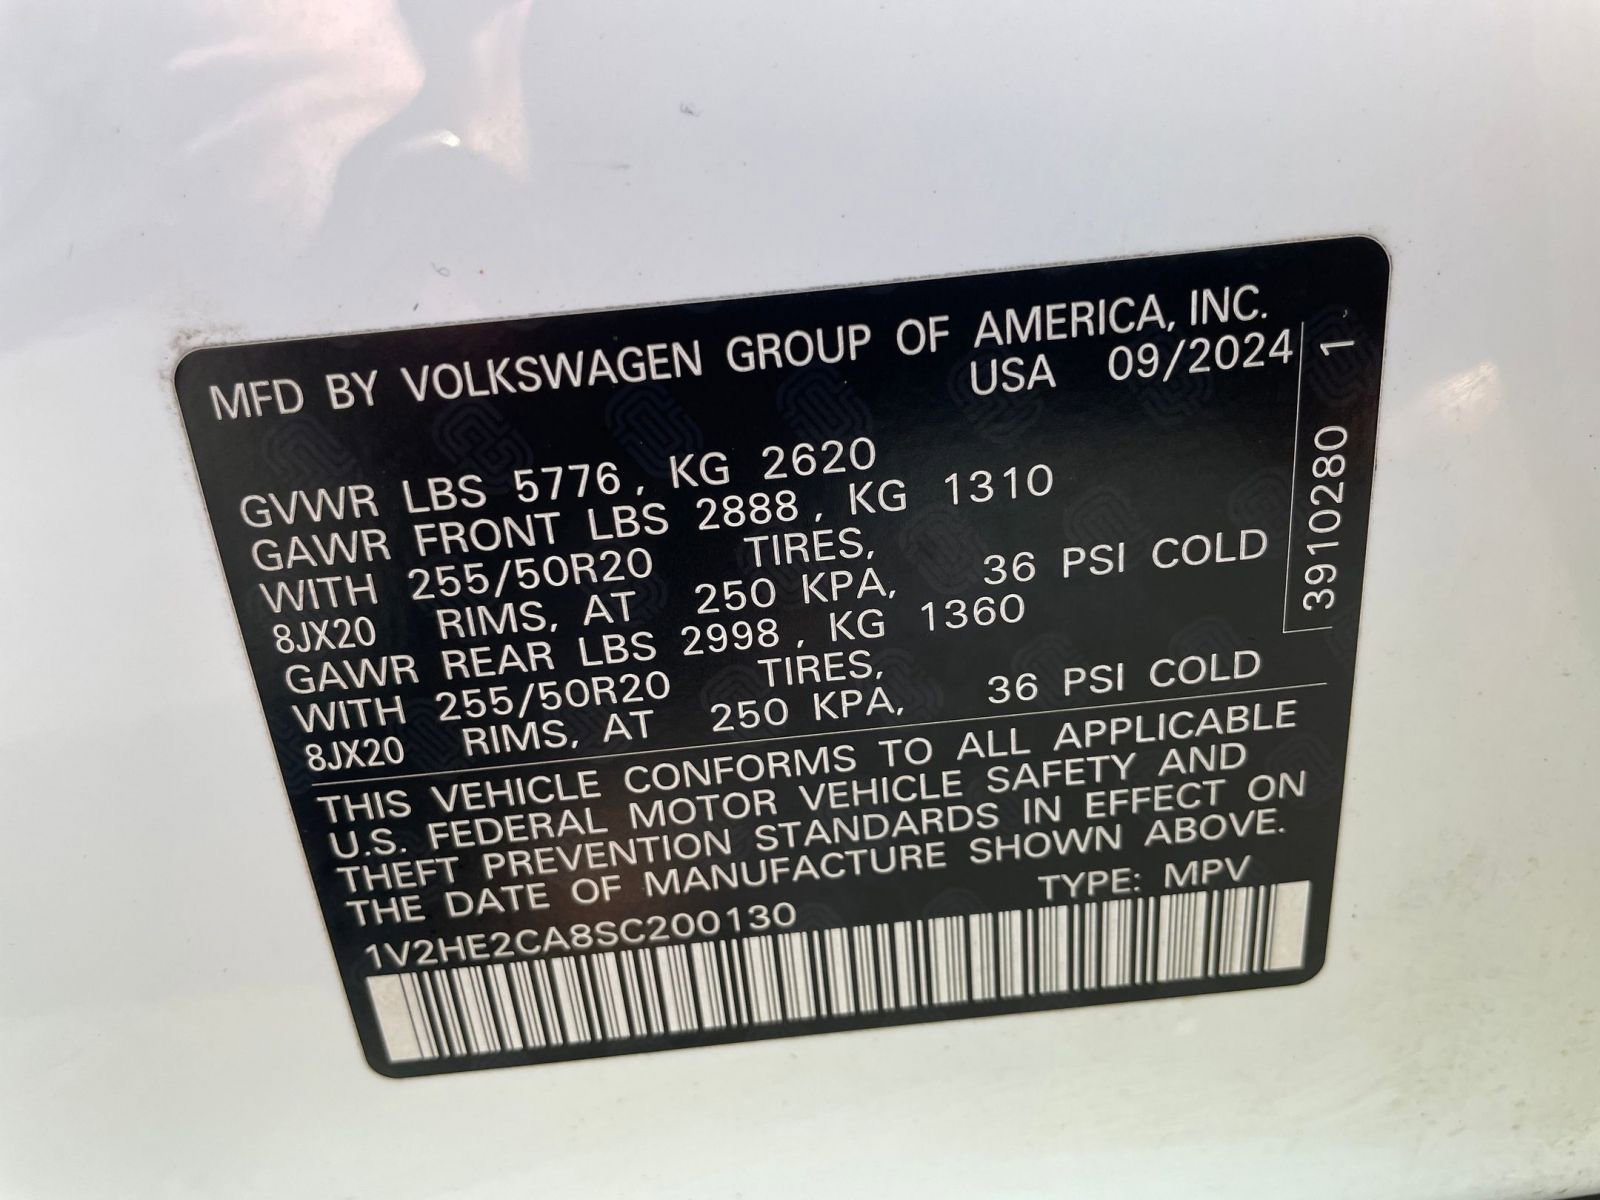 MFD BY VOLKSWAGEN GROUP OF AMERICA, INC.
USA 09/2024
GVWR LBS 5776, KG 2620
GAWR FRONT LBS 2888, KG 1310
WITH 255/50R20 TIRES,
8JX20 RIMS, AT 250 KPA, 36 PSI COLD
GAWR REAR LBS 2998, KG 1360
WITH 255/50R20 TIRES,
8JX20 RIMS, AT 250 KPA, 36 PSI COLD
THIS VEHICLE CONFORMS TO ALL APPLICABLE
U.S. FEDERAL MOTOR VEHICLE SAFETY AND
THEFT PREVENTION STANDARDS IN EFFECT ON
THE DATE OF MANUFACTURE SHOWN ABOVE.
TYPE: MPV
1V2HE2CA8SC200130
3910280 1